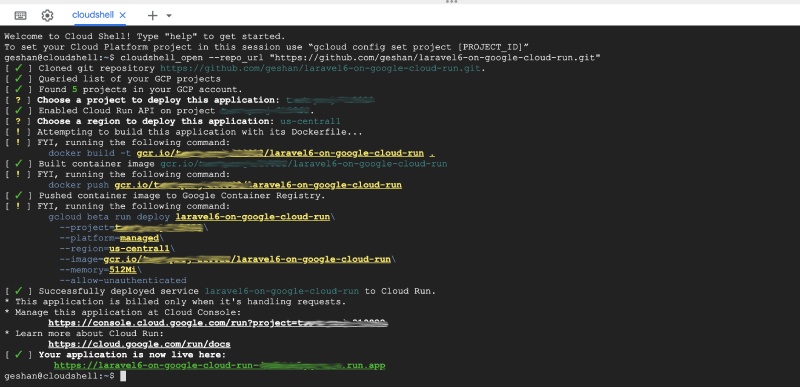 cloudshell
Welcome to Cloud Shell! Type "help" to get started.
To set your Cloud Platform project in this session use “gcloud config set project [PROJECT_ID]”
geshan@cloudshell:~$ cloudshell_open --repo_url "https://github.com/geshan/laravel6-on-google-cloud-run.git"
[ ✓ ] Cloned git repository https://github.com/geshan/laravel6-on-google-cloud-run.git.
[ ✓ ] Queried list of your GCP projects
[ ✓ ] Found 5 projects in your GCP account.
[ ? ] Choose a project to deploy this application:
[ ✓ ] Enabled Cloud Run API on project
[ ? ] Choose a region to deploy this application: us-central1
[ ! ] Attempting to build this application with its Dockerfile...
[ ! ] FYI, running the following command:
docker build -t gcr.io/t /laravel6-on-google-cloud-run .
[ ✓ ] Built container image gcr.io/ /laravel6-on-google-cloud-run
[ ! ] FYI, running the following command:
docker push gcr.io/t /laravel6-on-google-cloud-run
[ ✓ ] Pushed container image to Google Container Registry.
[ ! ] FYI, running the following command:
gcloud beta run deploy laravel6-on-google-cloud-run\
--project=t \
--platform=managed\
--region=us-central1\
--image=gcr.io/t /laravel6-on-google-cloud-run\
--memory=512Mi\
--allow-unauthenticated
[ ✓ ] Successfully deployed service laravel6-on-google-cloud-run to Cloud Run.
* This application is billed only when it's handling requests.
* Manage this application at Cloud Console:
https://console.cloud.google.com/run?project=t
* Learn more about Cloud Run:
https://cloud.google.com/run/docs
[ ✓ ] Your application is now live here:
https://laravel6-on-google-cloud-run- .run.app
geshan@cloudshell:~$